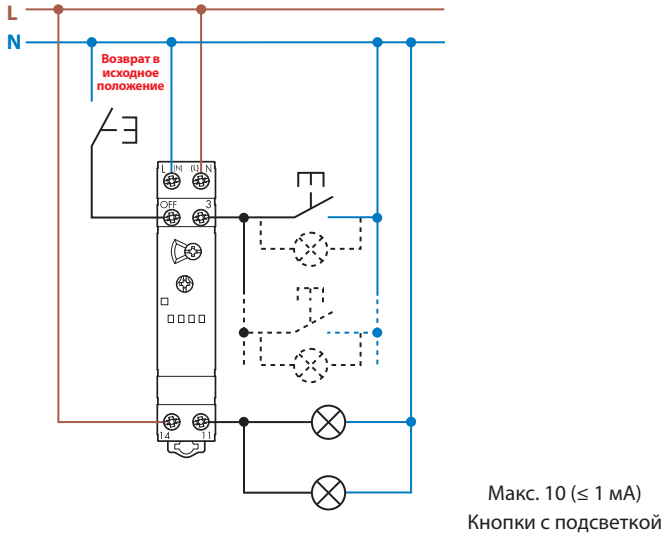 L
N
Возврат в
исходное
положение
L (N) (L) N
OFF 3
14 11
Макс. 10 (≤ 1 мА)
Кнопки с подсветкой